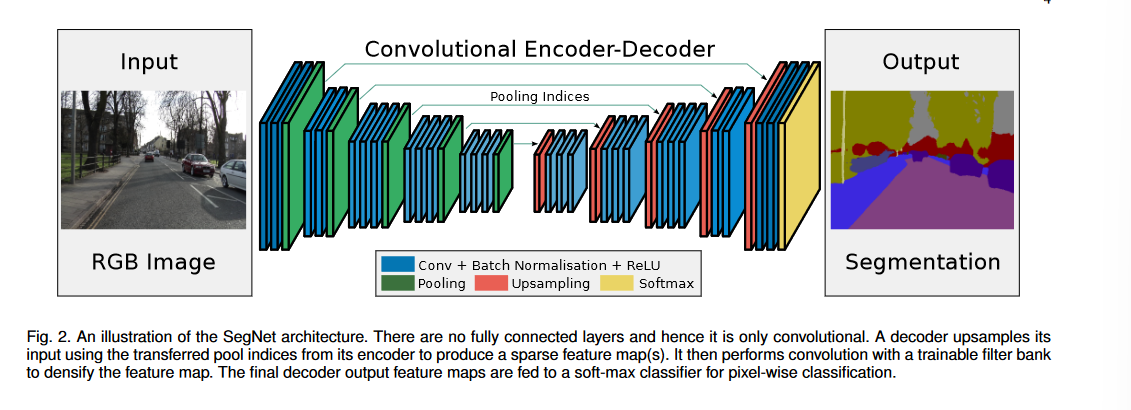 Convolutional Encoder-Decoder
Input
Output
Pooling Indices
RGB Image
Segmentation
Conv + Batch Normalisation + ReLU
Pooling Upsampling Softmax
Fig. 2. An illustration of the SegNet architecture. There are no fully connected layers and hence it is only convolutional. A decoder upsamples its
input using the transferred pool indices from its encoder to produce a sparse feature map(s). It then performs convolution with a trainable filter bank
to densify the feature map. The final decoder output feature maps are fed to a soft-max classifier for pixel-wise classification.